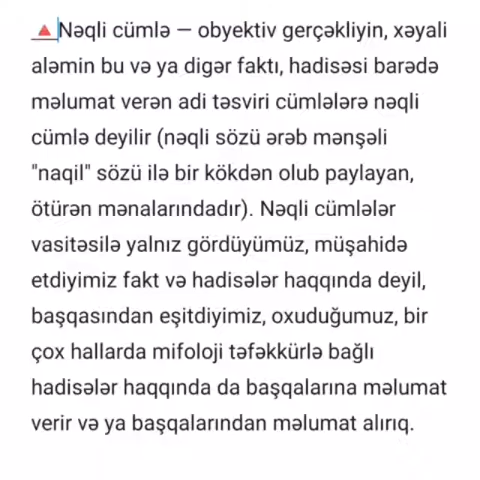 🔺Nəqli cümlə — obyektiv gerçəkliyin, xəyali
aləmin bu və ya digər faktı, hadisəsi barədə
məlumat verən adi təsviri cümlələrə nəqli
cümlə deyilir (nəqli sözü ərəb mənşəli
"naqil" sözü ilə bir kökdən olub paylayan,
ötürən mənalarındadır). Nəqli cümlələr
vasitəsilə yalnız gördüyümüz, müşahidə
etdiyimiz fakt və hadisələr haqqında deyil,
başqasından eşitdiyimiz, oxuduğumuz, bir
çox hallarda mifoloji təfəkkürlə bağlı
hadisələr haqqında da başqalarına məlumat
verir və ya başqalarından məlumat alırıq.